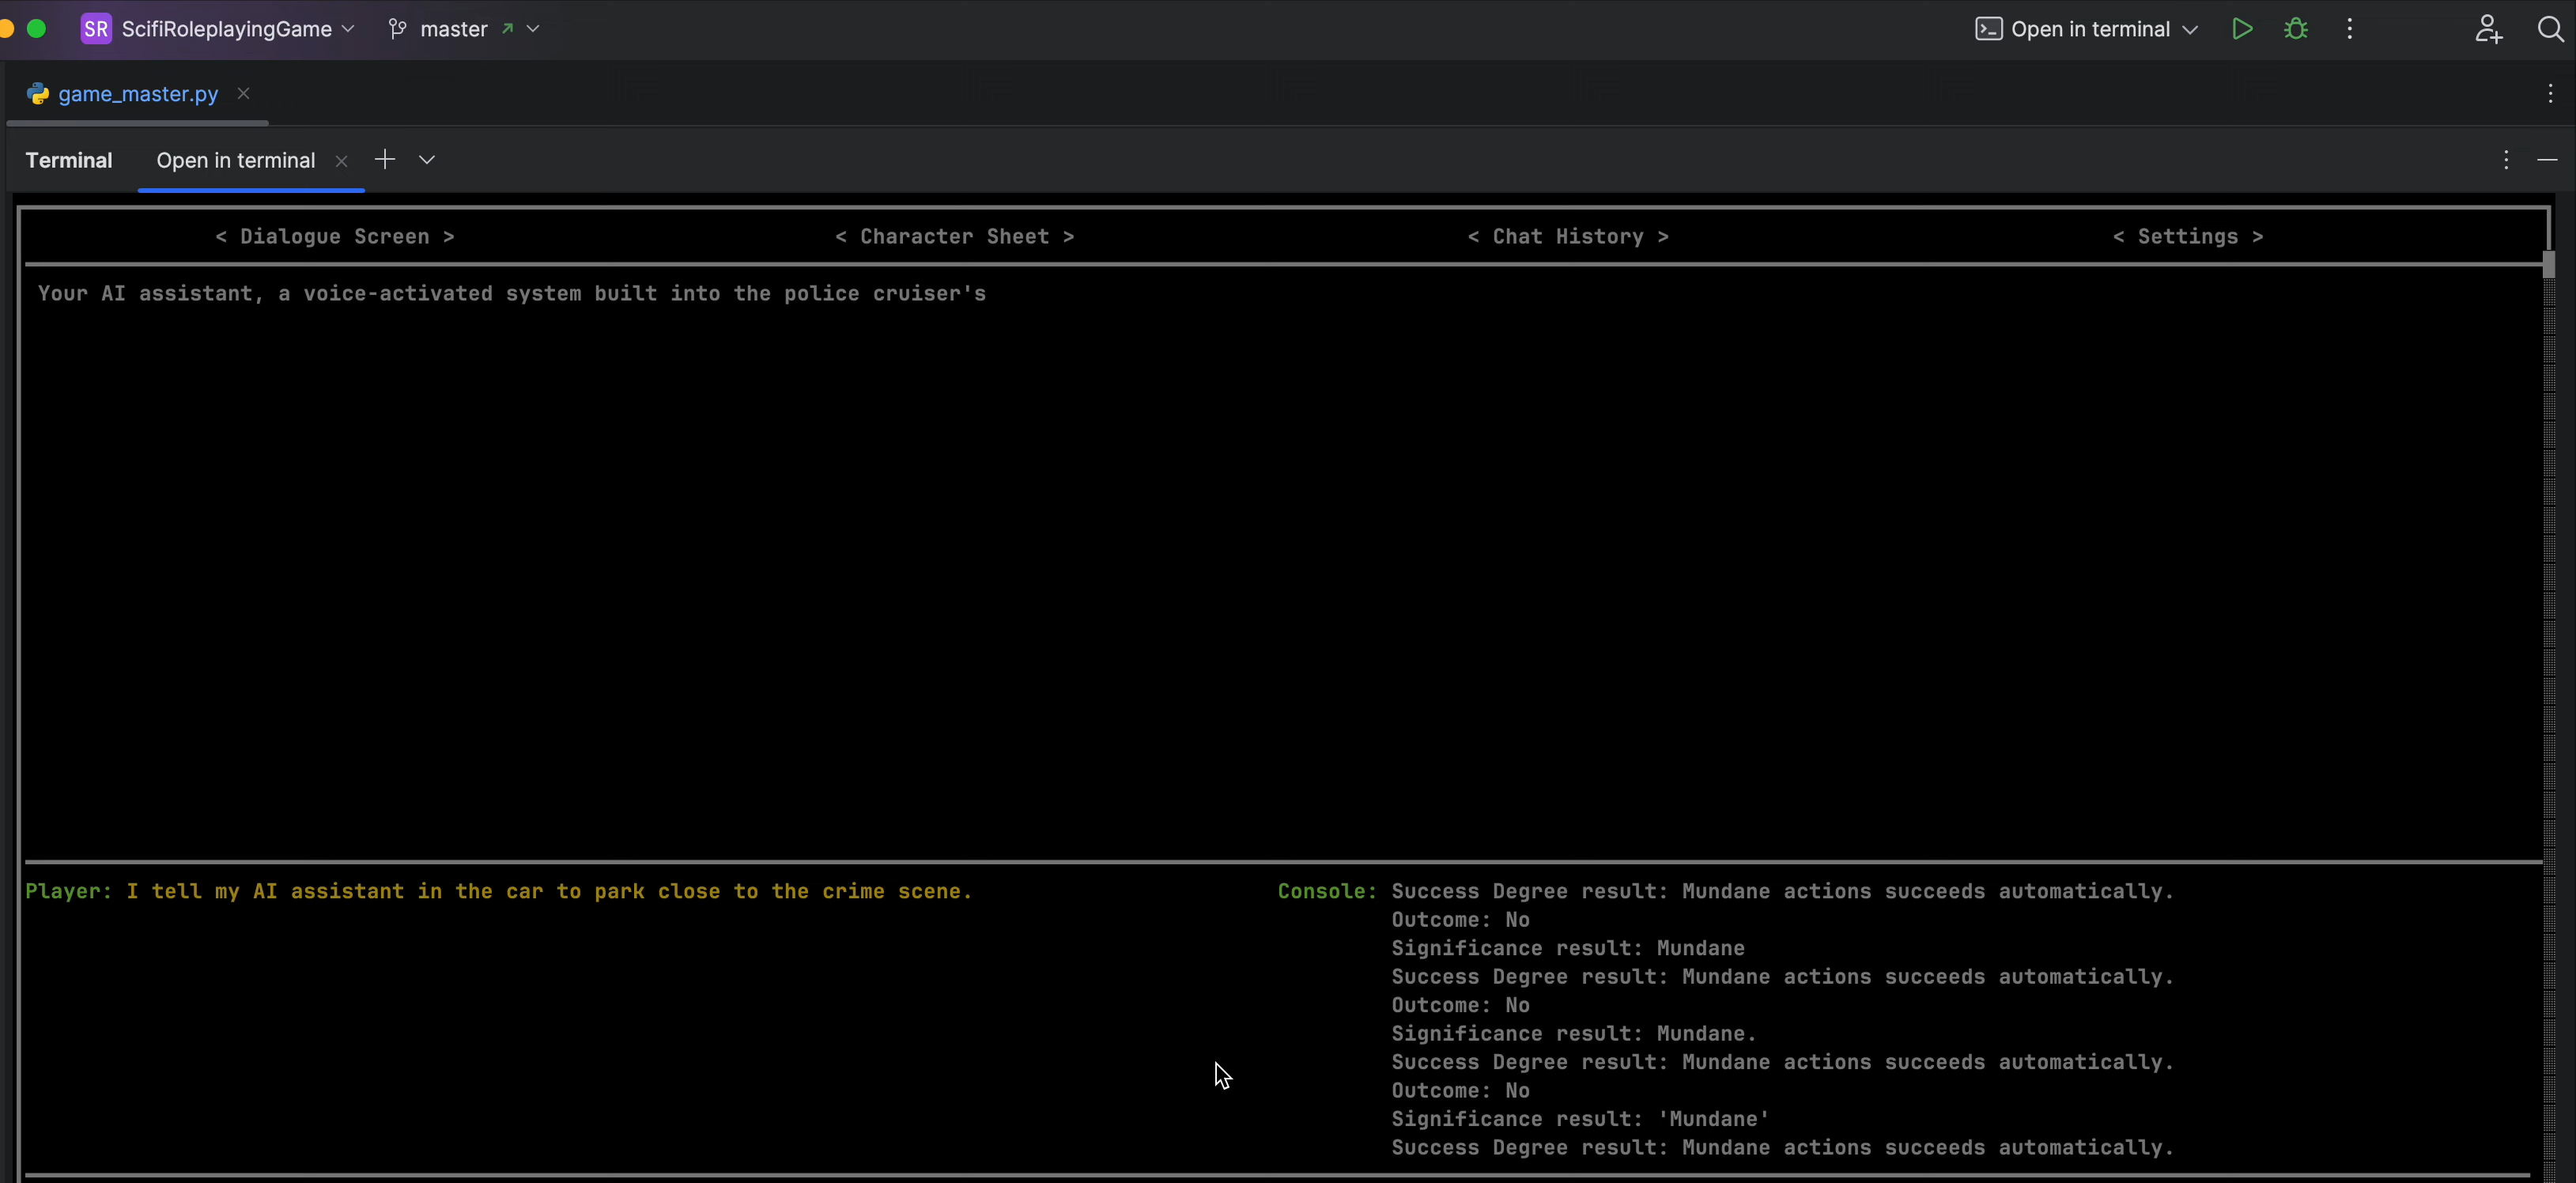 SR ScifiRoleplayingGame master Open in terminal
game_master.py
Terminal Open in terminal
< Dialogue Screen > < Character Sheet > < Chat History > < Settings >
Your AI assistant, a voice-activated system built into the police cruiser's
Player: I tell my AI assistant in the car to park close to the crime scene.
Console: Success Degree result: Mundane actions succeeds automatically.
Outcome: No
Significance result: Mundane
Success Degree result: Mundane actions succeeds automatically.
Outcome: No
Significance result: Mundane.
Success Degree result: Mundane actions succeeds automatically.
Outcome: No
Significance result: 'Mundane'
Success Degree result: Mundane actions succeeds automatically.